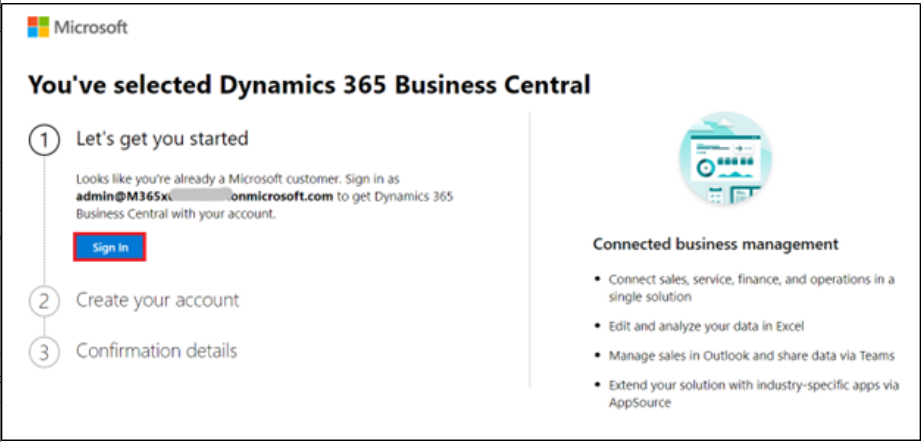 Microsoft
You've selected Dynamics 365 Business Central
1 Let's get you started
Looks like you're already a Microsoft customer. Sign in as
admin@M365x .onmicrosoft.com to get Dynamics 365
Business Central with your account.
Sign In
2 Create your account
3 Confirmation details
Connected business management
• Connect sales, service, finance, and operations in a
single solution
• Edit and analyze your data in Excel
• Manage sales in Outlook and share data via Teams
• Extend your solution with industry-specific apps via
AppSource